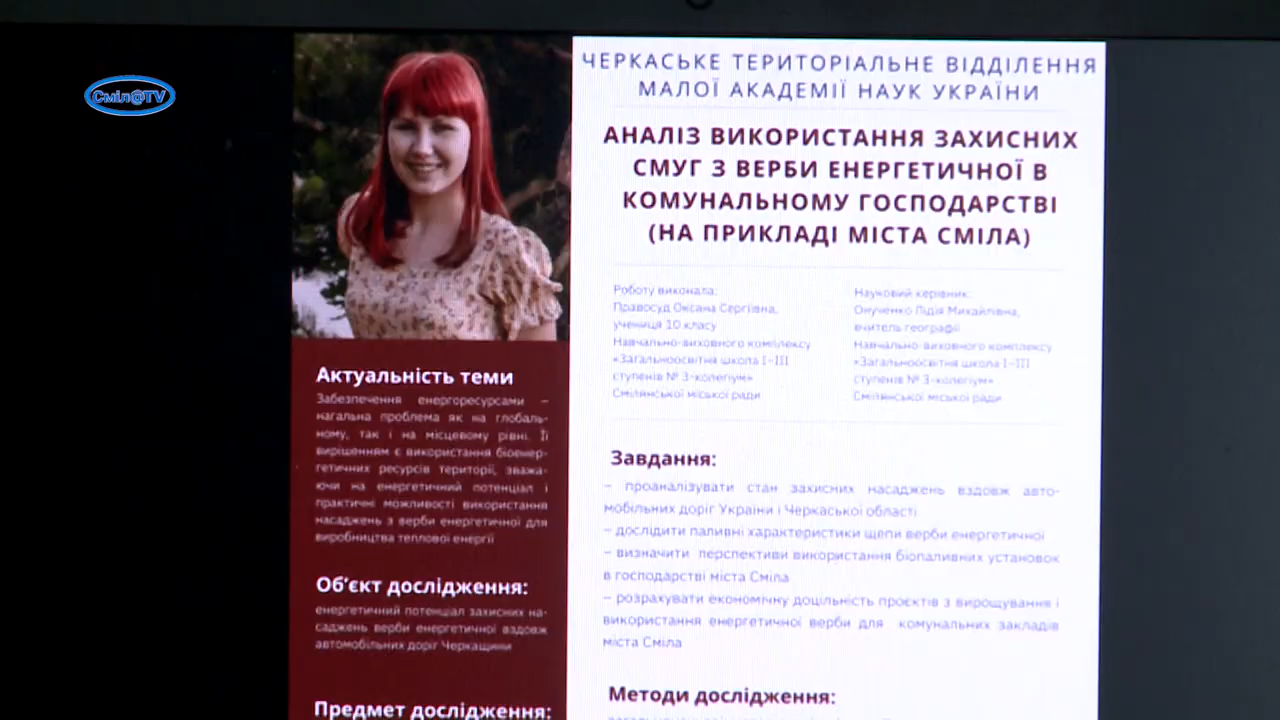 Сміл@TV
ЧЕРКАСЬКЕ ТЕРИТОРІАЛЬНЕ ВІДДІЛЕННЯ
МАЛОЇ АКАДЕМІЇ НАУК УКРАЇНИ
АНАЛІЗ ВИКОРИСТАННЯ ЗАХИСНИХ
СМУГ З ВЕРБИ ЕНЕРГЕТИЧНОЇ В
КОМУНАЛЬНОМУ ГОСПОДАРСТВІ
(НА ПРИКЛАДІ МІСТА СМІЛА)
Роботу виконала:
Правосуд Оксана Сергіївна,
учениця 10 класу
Навчально-виховного комплексу
«Загальноосвітня школа І-ІІІ
ступенів № 3-колегіум»
Смілянської міської ради
Науковий керівник:
Онученко Лідія Михайлівна,
вчитель географії
Навчально-виховного комплексу
«Загальноосвітня школа І-ІІІ
ступенів № 3-колегіум»
Смілянської міської ради
Актуальність теми
Забезпечення енергоресурсами –
нагальна проблема як на глобаль-
ному, так і на місцевому рівні. Її
вирішенням є використання біоенер-
гетичних ресурсів території, зважа-
ючи на енергетичний потенціал і
практичні можливості використання
насаджень з верби енергетичної для
виробництва теплової енергії
Об'єкт дослідження:
енергетичний потенціал захисних на-
саджень верби енергетичної вздовж
автомобільних доріг Черкащини
Предмет дослідження:
Завдання:
– проаналізувати стан захисних насаджень вздовж авто-
мобільних доріг України і Черкаської області
– дослідити паливні характеристики щепи верби енергетичної
– визначити перспективи використання біопаливних установок
в господарстві міста Сміла
– розрахувати економічну доцільність проєктів з вирощування і
використання енергетичної верби для комунальних закладів
міста Сміла
Методи дослідження: